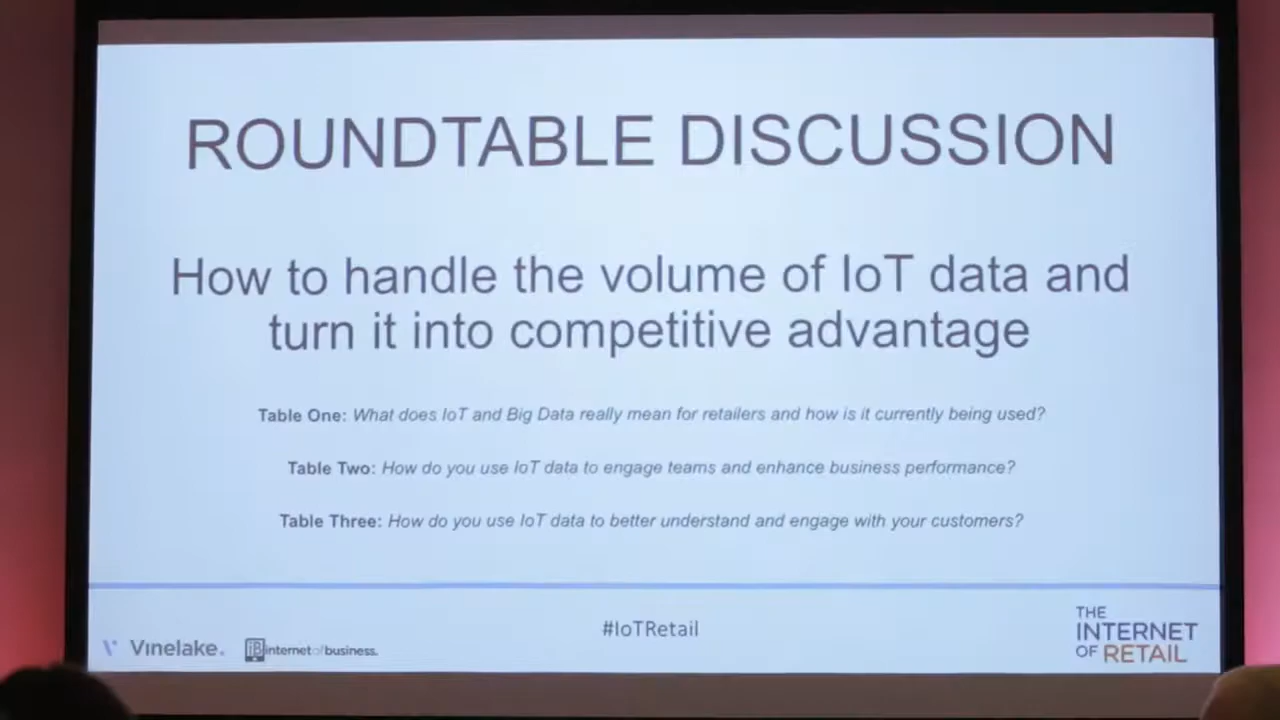 ROUNDTABLE DISCUSSION
How to handle the volume of IoT data and
turn it into competitive advantage
Table One: What does IoT and Big Data really mean for retailers and how is it currently being used?
Table Two: How do you use IoT data to engage teams and enhance business performance?
Table Three: How do you use IoT data to better understand and engage with your customers?
Vinelake.
iB internetofbusiness.
#IoTRetail
THE
INTERNET
OF RETAIL